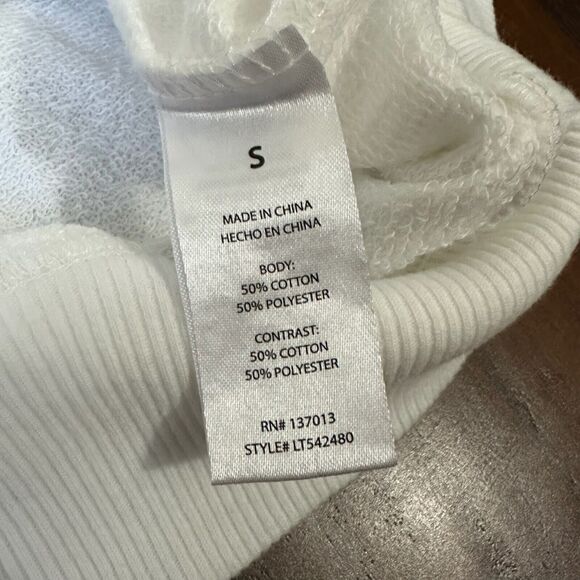 S
MADE IN CHINA
HECHO EN CHINA
BODY:
50% COTTON
50% POLYESTER
CONTRAST:
50% COTTON
50% POLYESTER
RN# 137013
STYLE# LT542480